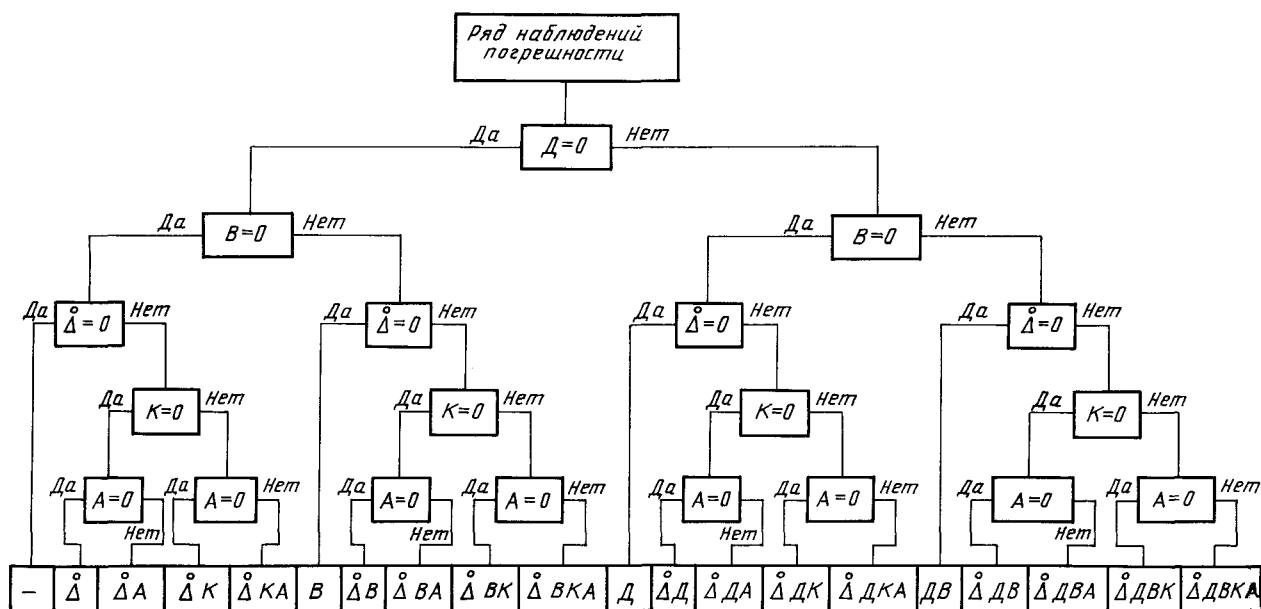 Ряд наблюдений
погрешности
Да Д=0 Нет
Да В=0 Нет Да В=0 Нет
Да Δ̊=0 Нет Да Δ̊=0 Нет Да Δ̊=0 Нет Да Δ̊=0 Нет
Да К=0 Нет Да К=0 Нет Да К=0 Нет Да К=0 Нет
Да А=0 Да А=0 Нет Да А=0 Да А=0 Нет Да А=0 Да А=0 Нет Да А=0 Да А=0 Нет
Нет Нет Нет Нет
– Δ̊ Δ̊А Δ̊К Δ̊КА В Δ̊В Δ̊ВА Δ̊ВК Δ̊ВКА Д Δ̊Д Δ̊ДА Δ̊ДК Δ̊ДКА ДВ Δ̊ДВ Δ̊ДВА Δ̊ДВК Δ̊ДВКА